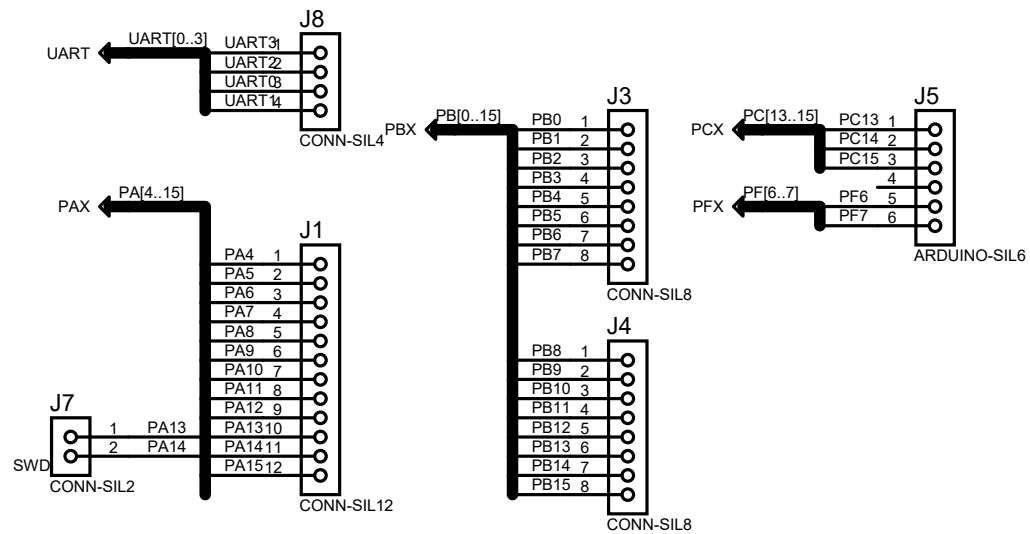 J8
UART UART[0..3]
UART3 1
UART2 2
UART0 3
UART1 4
CONN-SIL4
PAX PA[4..15]
J1
PA4 1
PA5 2
PA6 3
PA7 4
PA8 5
PA9 6
PA10 7
PA11 8
PA12 9
PA13 10
PA14 11
PA15 12
CONN-SIL12
J7
1 PA13
2 PA14
SWD
CONN-SIL2
J3
PBX PB[0..15]
PB0 1
PB1 2
PB2 3
PB3 4
PB4 5
PB5 6
PB6 7
PB7 8
CONN-SIL8
J4
PB8 1
PB9 2
PB10 3
PB11 4
PB12 5
PB13 6
PB14 7
PB15 8
CONN-SIL8
J5
PCX PC[13..15]
PC13 1
PC14 2
PC15 3
4
PFX PF[6..7]
PF6 5
PF7 6
ARDUINO-SIL6